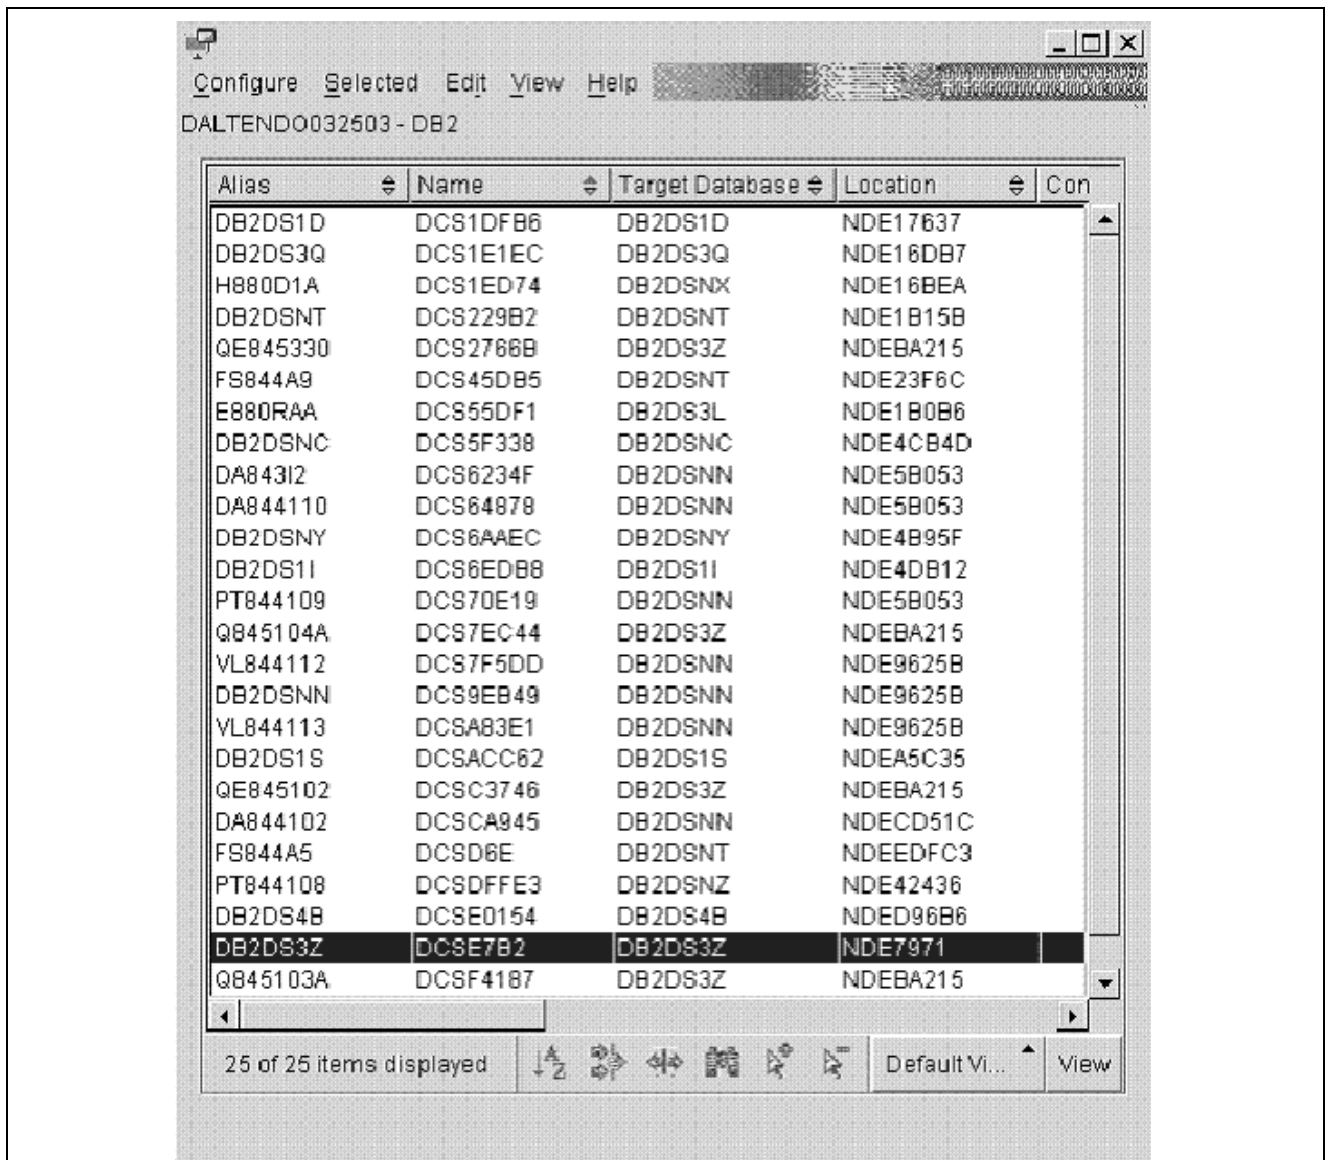 Configure Selected Edit View Help
DALTENDO032503 - DB2
Alias Name Target Database Location Con
DB2DS1D DCS1DFB6 DB2DS1D NDE17637
DB2DS3Q DCS1E1EC DB2DS3Q NDE16DB7
H880D1A DCS1ED74 DB2DSNX NDE16BEA
DB2DSNT DCS229B2 DB2DSNT NDE1B15B
QE845330 DCS2766B DB2DS3Z NDEBA215
FS844A9 DCS45DB5 DB2DSNT NDE23F6C
E880RAA DCS55DF1 DB2DS3L NDE1B0B6
DB2DSNC DCS5F338 DB2DSNC NDE4CB4D
DA843I2 DCS6234F DB2DSNN NDE5B053
DA844110 DCS64878 DB2DSNN NDE5B053
DB2DSNY DCS6AAEC DB2DSNY NDE4B95F
DB2DS1I DCS6EDB8 DB2DS1I NDE4DB12
PT844109 DCS70E19 DB2DSNN NDE5B053
Q845104A DCS7EC44 DB2DS3Z NDEBA215
VL844112 DCS7F5DD DB2DSNN NDE9625B
DB2DSNN DCS9EB49 DB2DSNN NDE9625B
VL844113 DCSA83E1 DB2DSNN NDE9625B
DB2DS1S DCSACC62 DB2DS1S NDEA5C35
QE845102 DCSC3746 DB2DS3Z NDEBA215
DA844102 DCSCA945 DB2DSNN NDECD51C
FS844A5 DCSD6E DB2DSNT NDEEDFC3
PT844108 DCSDFFE3 DB2DSNZ NDE42436
DB2DS4B DCSE0154 DB2DS4B NDED96B6
DB2DS3Z DCSE7B2 DB2DS3Z NDE7971
Q845103A DCSF4187 DB2DS3Z NDEBA215
25 of 25 items displayed Default Vi... View